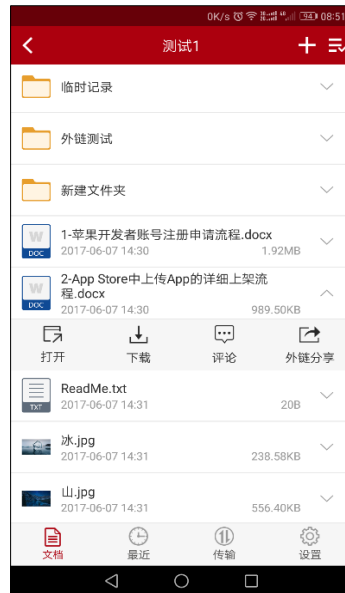 0K/s 94 08:51
测试1
临时记录
外链测试
新建文件夹
1-苹果开发者账号注册申请流程.docx
W
DOC
2017-06-07 14:30 1.92MB
2-App Store中上传App的详细上架流
程.docx
W
DOC
2017-06-07 14:30 989.50KB
打开 下载 评论 外链分享
ReadMe.txt
TXT
2017-06-07 14:31 20B
冰.jpg
2017-06-07 14:31 238.58KB
山.jpg
2017-06-07 14:31 556.40KB
文档 最近 传输 设置